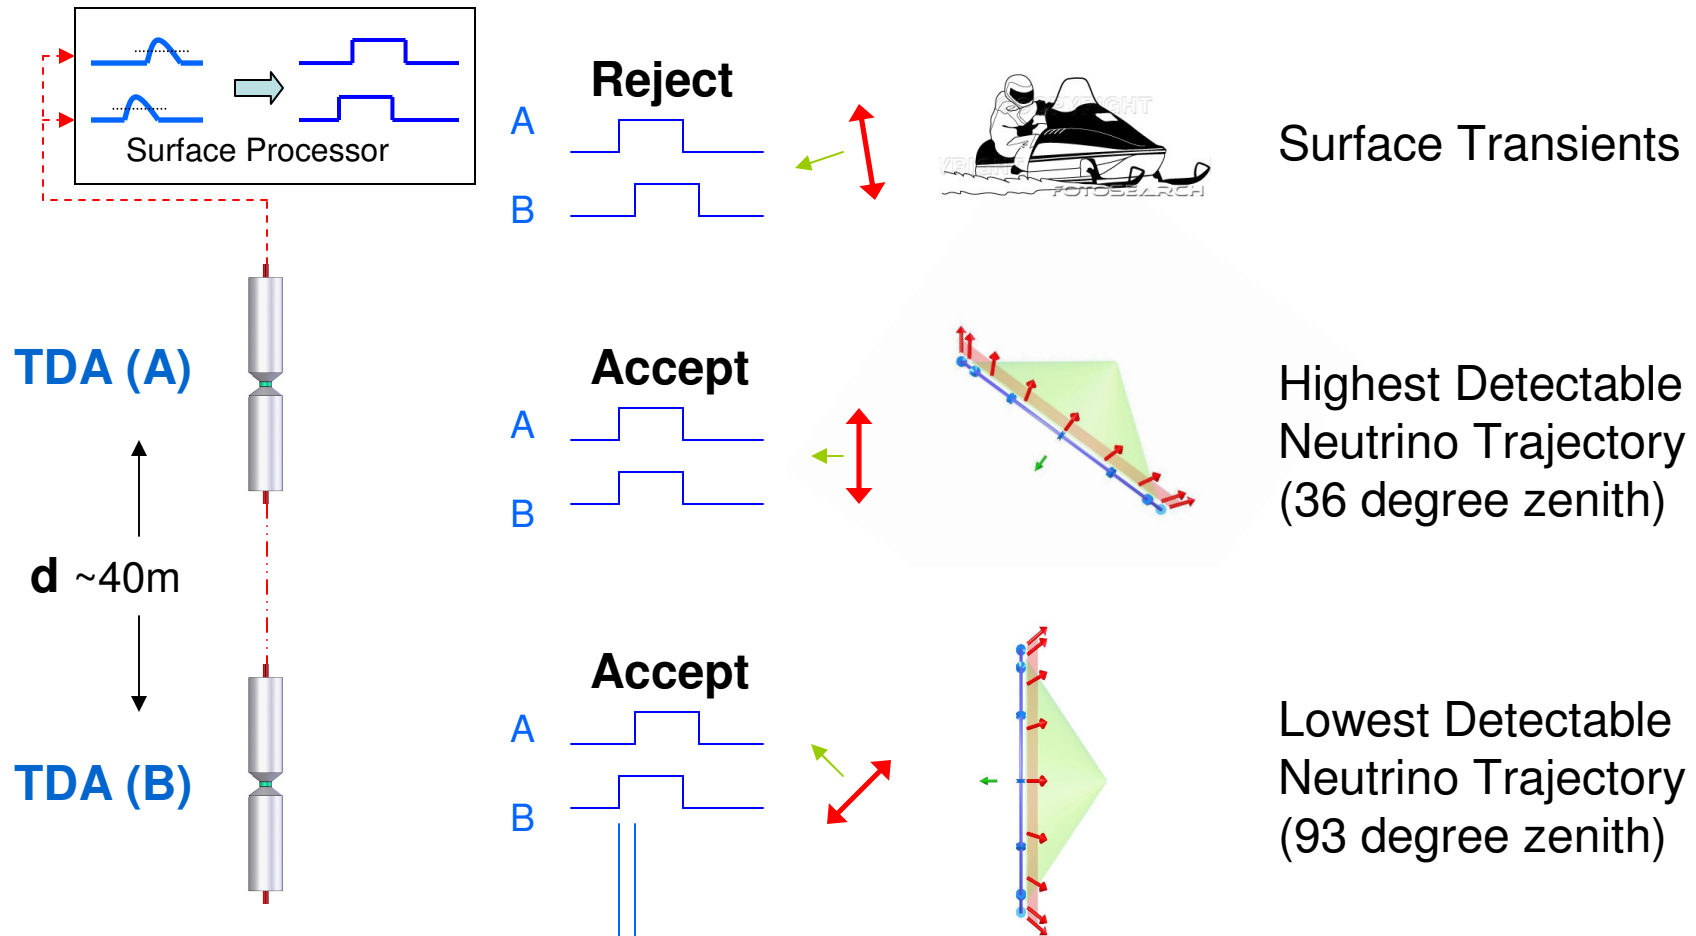 Surface Processor
Reject
A
B
Surface Transients
FOTOSEARCH
TDA (A)
Accept
A
B
Highest Detectable
Neutrino Trajectory
(36 degree zenith)
d ~40m
TDA (B)
Accept
A
B
Lowest Detectable
Neutrino Trajectory
(93 degree zenith)